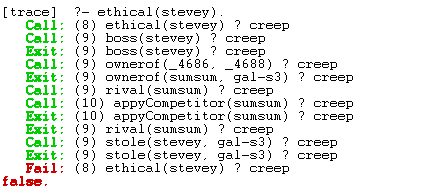 [trace]  ?- ethical(stevey).
Call: (8) ethical(stevey) ? creep
Call: (9) boss(stevey) ? creep
Exit: (9) boss(stevey) ? creep
Call: (9) ownerof(_4686, _4688) ? creep
Exit: (9) ownerof(sumsum, gal-s3) ? creep
Call: (9) rival(sumsum) ? creep
Call: (10) appyCompetitor(sumsum) ? creep
Exit: (10) appyCompetitor(sumsum) ? creep
Exit: (9) rival(sumsum) ? creep
Call: (9) stole(stevey, gal-s3) ? creep
Exit: (9) stole(stevey, gal-s3) ? creep
Fail: (8) ethical(stevey) ? creep
false.